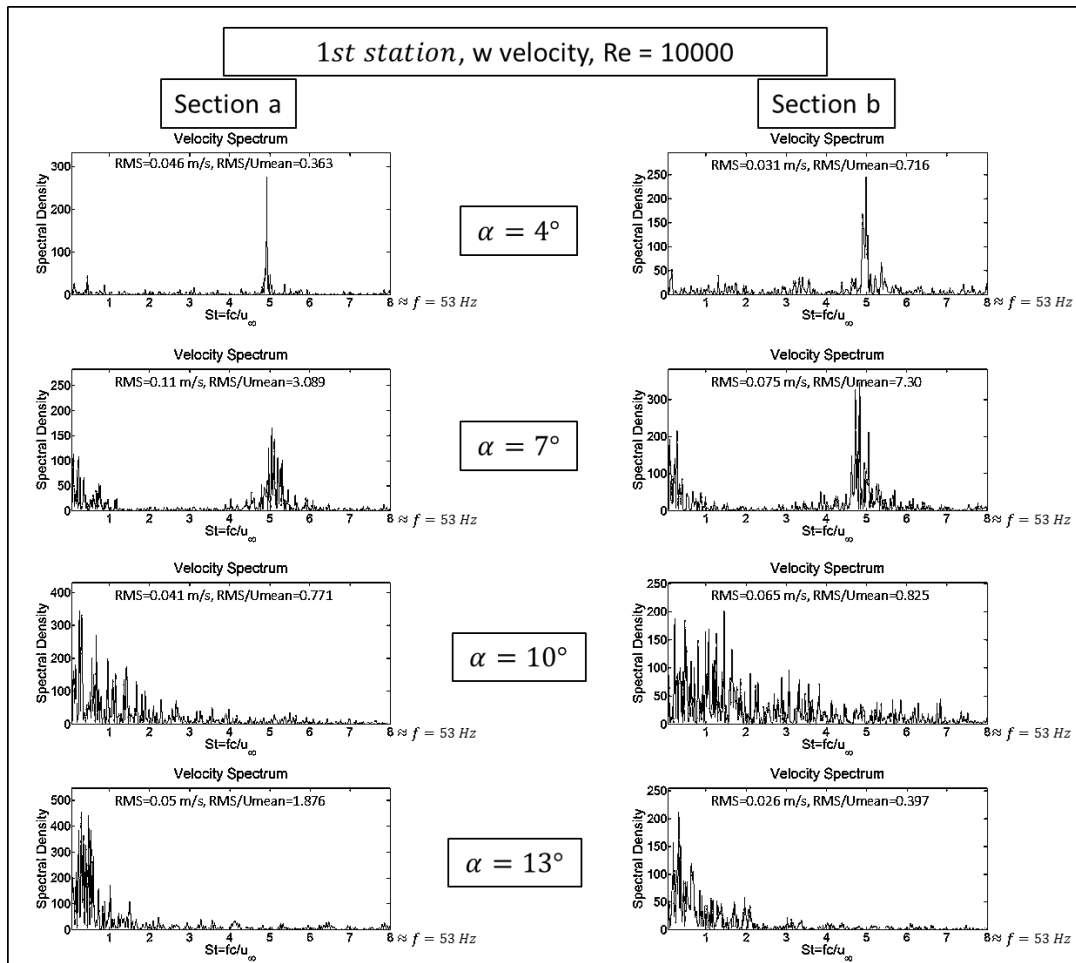 1st station, w velocity, Re = 10000
Section a
Section b
Velocity Spectrum
RMS=0.046 m/s, RMS/Umean=0.363
Spectral Density
300
200
100
0
1 2 3 4 5 6 7 8
≈ f = 53 Hz
St=fc/u∞
α = 4°
Velocity Spectrum
RMS=0.031 m/s, RMS/Umean=0.716
Spectral Density
250
200
150
100
50
0
1 2 3 4 5 6 7 8
≈ f = 53 Hz
St=fc/u∞
Velocity Spectrum
RMS=0.11 m/s, RMS/Umean=3.089
Spectral Density
250
200
150
100
50
0
1 2 3 4 5 6 7 8
≈ f = 53 Hz
St=fc/u∞
α = 7°
Velocity Spectrum
RMS=0.075 m/s, RMS/Umean=7.30
Spectral Density
300
200
100
0
1 2 3 4 5 6 7 8
≈ f = 53 Hz
St=fc/u∞
Velocity Spectrum
RMS=0.041 m/s, RMS/Umean=0.771
Spectral Density
400
300
200
100
0
1 2 3 4 5 6 7 8
≈ f = 53 Hz
St=fc/u∞
α = 10°
Velocity Spectrum
RMS=0.065 m/s, RMS/Umean=0.825
Spectral Density
250
200
150
100
50
0
1 2 3 4 5 6 7 8
≈ f = 53 Hz
St=fc/u∞
Velocity Spectrum
RMS=0.05 m/s, RMS/Umean=1.876
Spectral Density
500
400
300
200
100
0
1 2 3 4 5 6 7 8
≈ f = 53 Hz
St=fc/u∞
α = 13°
Velocity Spectrum
RMS=0.026 m/s, RMS/Umean=0.397
Spectral Density
250
200
150
100
50
0
1 2 3 4 5 6 7 8
≈ f = 53 Hz
St=fc/u∞